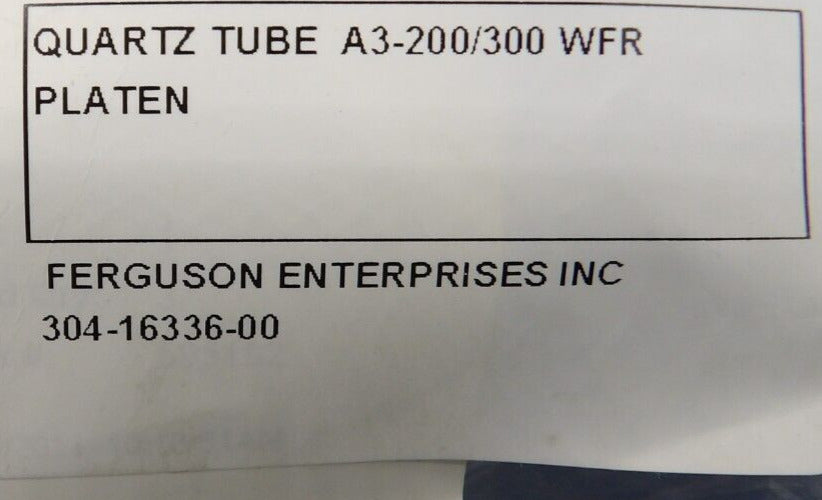 QUARTZ TUBE A3-200/300 WFR
PLATEN
FERGUSON ENTERPRISES INC
304-16336-00